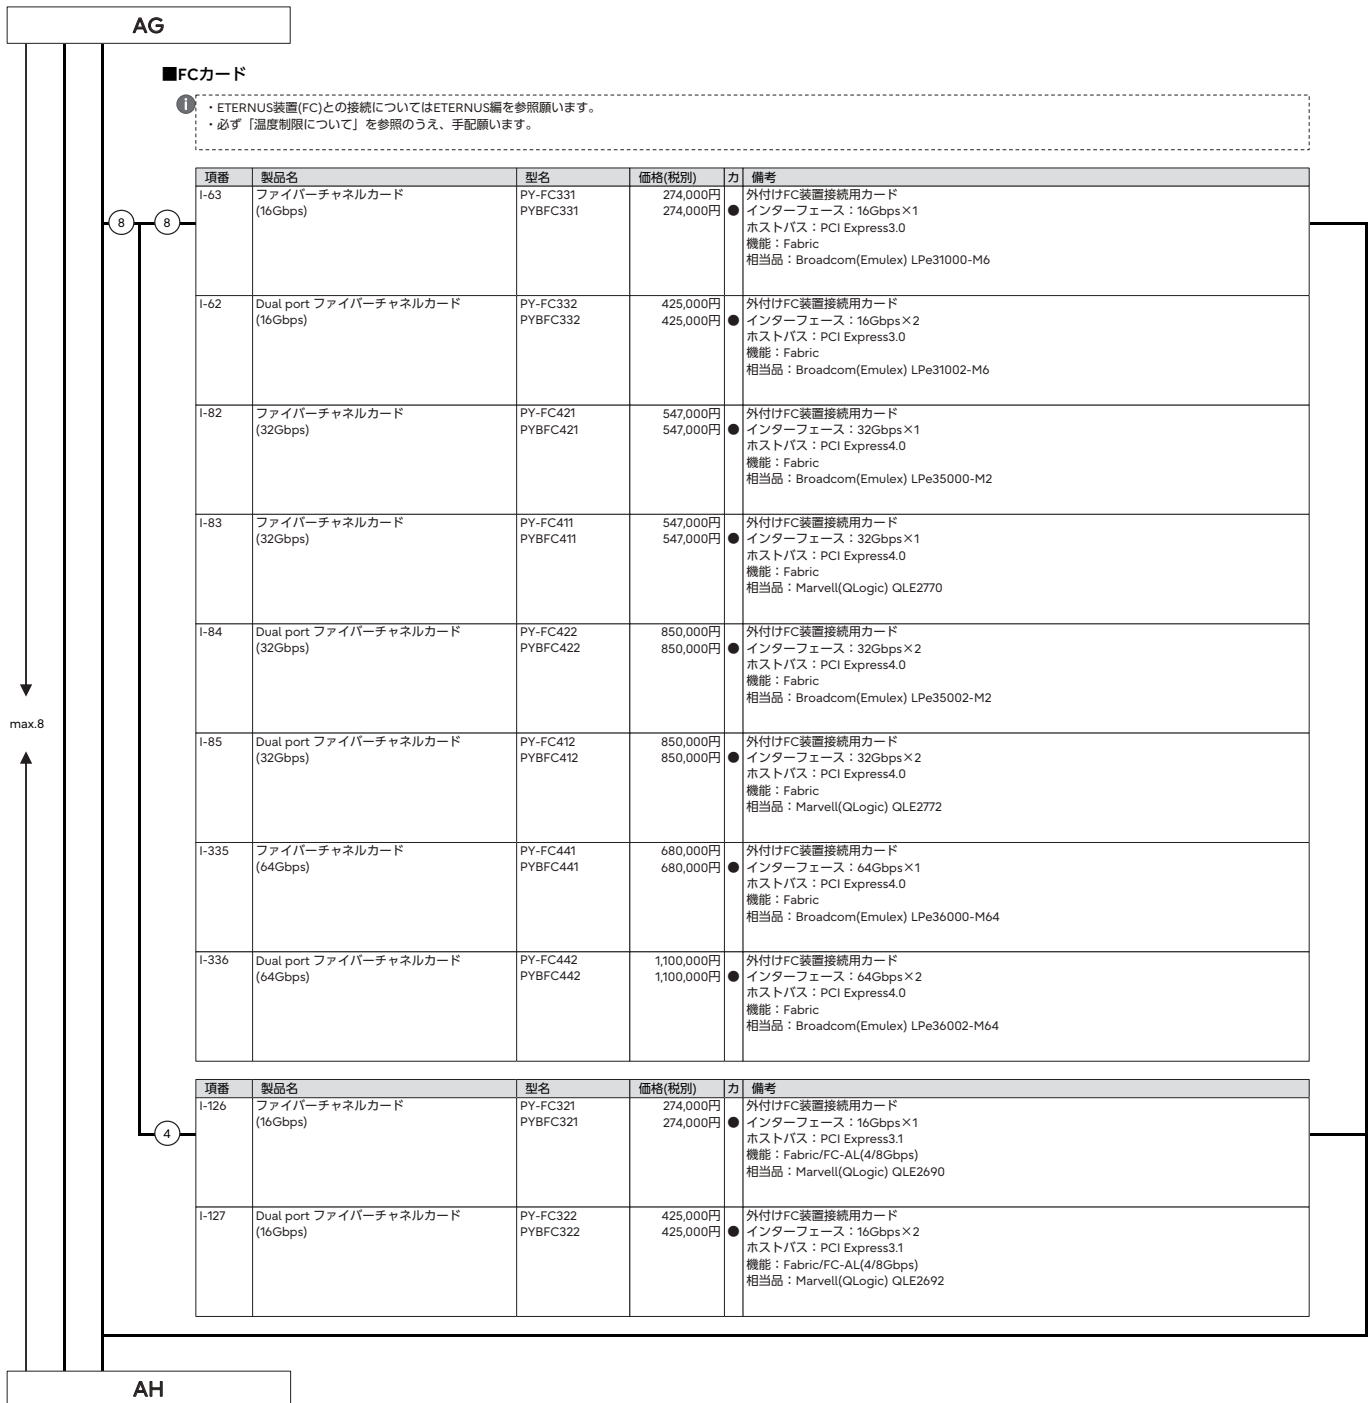 AG
■FCカード
・ETERNUS装置(FC)との接続についてはETERNUS編を参照願います。
・必ず「温度制限について」を参照のうえ、手配願います。
項番 製品名 型名 価格(税別) カ 備考
I-63 ファイバーチャネルカード PY-FC331 274,000円 外付けFC装置接続用カード
(16Gbps) PYBFC331 274,000円 ● インターフェース：16Gbps×1
ホストバス：PCI Express3.0
機能：Fabric
相当品：Broadcom(Emulex) LPe31000-M6
8 8
I-62 Dual port ファイバーチャネルカード PY-FC332 425,000円 外付けFC装置接続用カード
(16Gbps) PYBFC332 425,000円 ● インターフェース：16Gbps×2
ホストバス：PCI Express3.0
機能：Fabric
相当品：Broadcom(Emulex) LPe31002-M6
I-82 ファイバーチャネルカード PY-FC421 547,000円 外付けFC装置接続用カード
(32Gbps) PYBFC421 547,000円 ● インターフェース：32Gbps×1
ホストバス：PCI Express4.0
機能：Fabric
相当品：Broadcom(Emulex) LPe35000-M2
I-83 ファイバーチャネルカード PY-FC411 547,000円 外付けFC装置接続用カード
(32Gbps) PYBFC411 547,000円 ● インターフェース：32Gbps×1
ホストバス：PCI Express4.0
機能：Fabric
相当品：Marvell(QLogic) QLE2770
I-84 Dual port ファイバーチャネルカード PY-FC422 850,000円 外付けFC装置接続用カード
(32Gbps) PYBFC422 850,000円 ● インターフェース：32Gbps×2
ホストバス：PCI Express4.0
機能：Fabric
相当品：Broadcom(Emulex) LPe35002-M2
max.8
I-85 Dual port ファイバーチャネルカード PY-FC412 850,000円 外付けFC装置接続用カード
(32Gbps) PYBFC412 850,000円 ● インターフェース：32Gbps×2
ホストバス：PCI Express4.0
機能：Fabric
相当品：Marvell(QLogic) QLE2772
I-335 ファイバーチャネルカード PY-FC441 680,000円 外付けFC装置接続用カード
(64Gbps) PYBFC441 680,000円 ● インターフェース：64Gbps×1
ホストバス：PCI Express4.0
機能：Fabric
相当品：Broadcom(Emulex) LPe36000-M64
I-336 Dual port ファイバーチャネルカード PY-FC442 1,100,000円 外付けFC装置接続用カード
(64Gbps) PYBFC442 1,100,000円 ● インターフェース：64Gbps×2
ホストバス：PCI Express4.0
機能：Fabric
相当品：Broadcom(Emulex) LPe36002-M64
項番 製品名 型名 価格(税別) カ 備考
I-126 ファイバーチャネルカード PY-FC321 274,000円 外付けFC装置接続用カード
(16Gbps) PYBFC321 274,000円 ● インターフェース：16Gbps×1
ホストバス：PCI Express3.1
機能：Fabric/FC-AL(4/8Gbps)
相当品：Marvell(QLogic) QLE2690
4
I-127 Dual port ファイバーチャネルカード PY-FC322 425,000円 外付けFC装置接続用カード
(16Gbps) PYBFC322 425,000円 ● インターフェース：16Gbps×2
ホストバス：PCI Express3.1
機能：Fabric/FC-AL(4/8Gbps)
相当品：Marvell(QLogic) QLE2692
AH